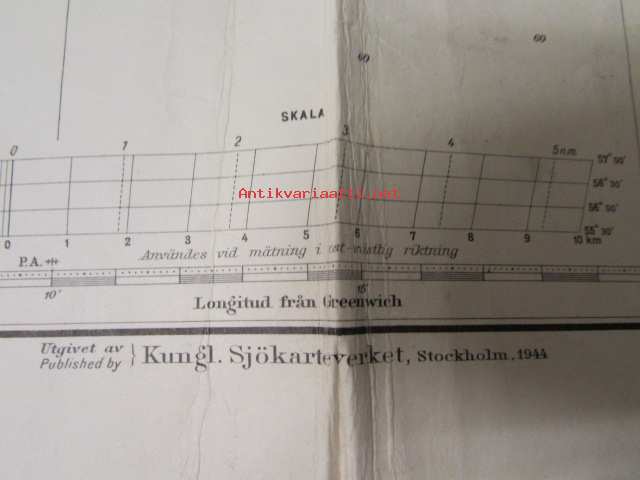 60
60
SKALA
0 1 2 3 4 5nm
57° 30'
56° 30'
56° 00'
55° 30'
Antikvariaatti.net
0 1 2 3 4 5 6 7 8 9 10 km
P.A.
Användes vid mätning i ost-västlig riktning
10' 15'
Longitud från Greenwich
Utgivet av
Published by } Kungl. Sjökarteverket, Stockholm, 1944